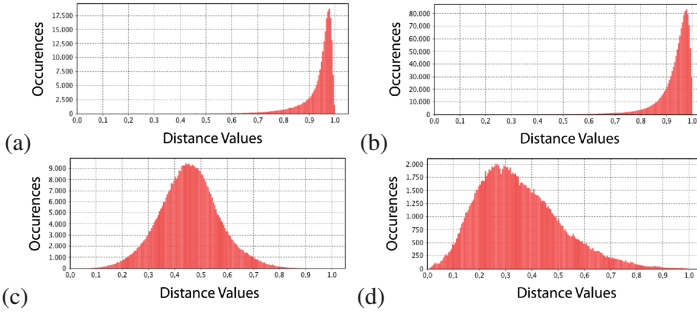 17.500
15.000
12.500
10.000
7.500
5.000
2.500
0
0,0 0,1 0,2 0,3 0,4 0,5 0,6 0,7 0,8 0,9 1,0
Occurences
Distance Values
(a)
80.000
70.000
60.000
50.000
40.000
30.000
20.000
10.000
0
0,0 0,1 0,2 0,3 0,4 0,5 0,6 0,7 0,8 0,9 1,0
Occurences
Distance Values
(b)
9.000
8.000
7.000
6.000
5.000
4.000
3.000
2.000
1.000
0
0,0 0,1 0,2 0,3 0,4 0,5 0,6 0,7 0,8 0,9 1,0
Occurences
Distance Values
(c)
2.000
1.750
1.500
1.250
1.000
750
500
250
0
0,0 0,1 0,2 0,3 0,4 0,5 0,6 0,7 0,8 0,9 1,0
Occurences
Distance Values
(d)